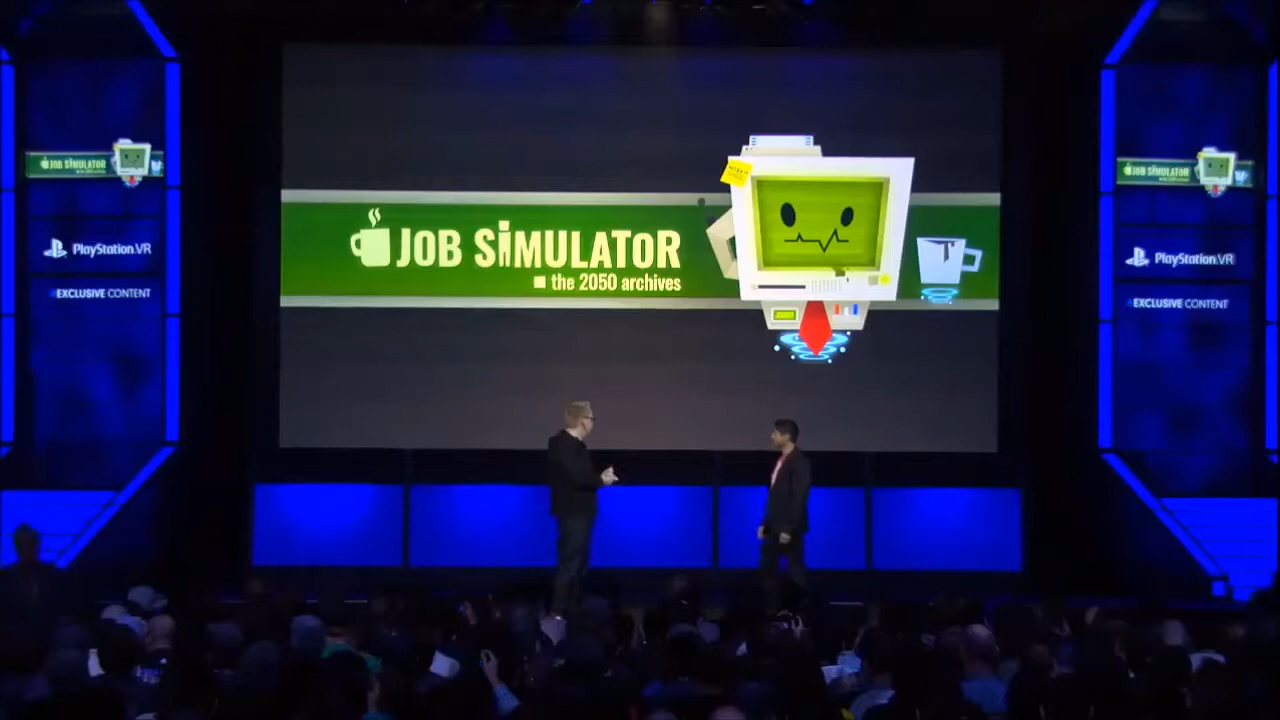 JOB SiMULAToR
the 2050 archives
JOB SiMULAToR
PlayStation.VR
EXCLUSIVE CONTENT
JOB SiMULAToR
PlayStation.VR
EXCLUSIVE CONTENT